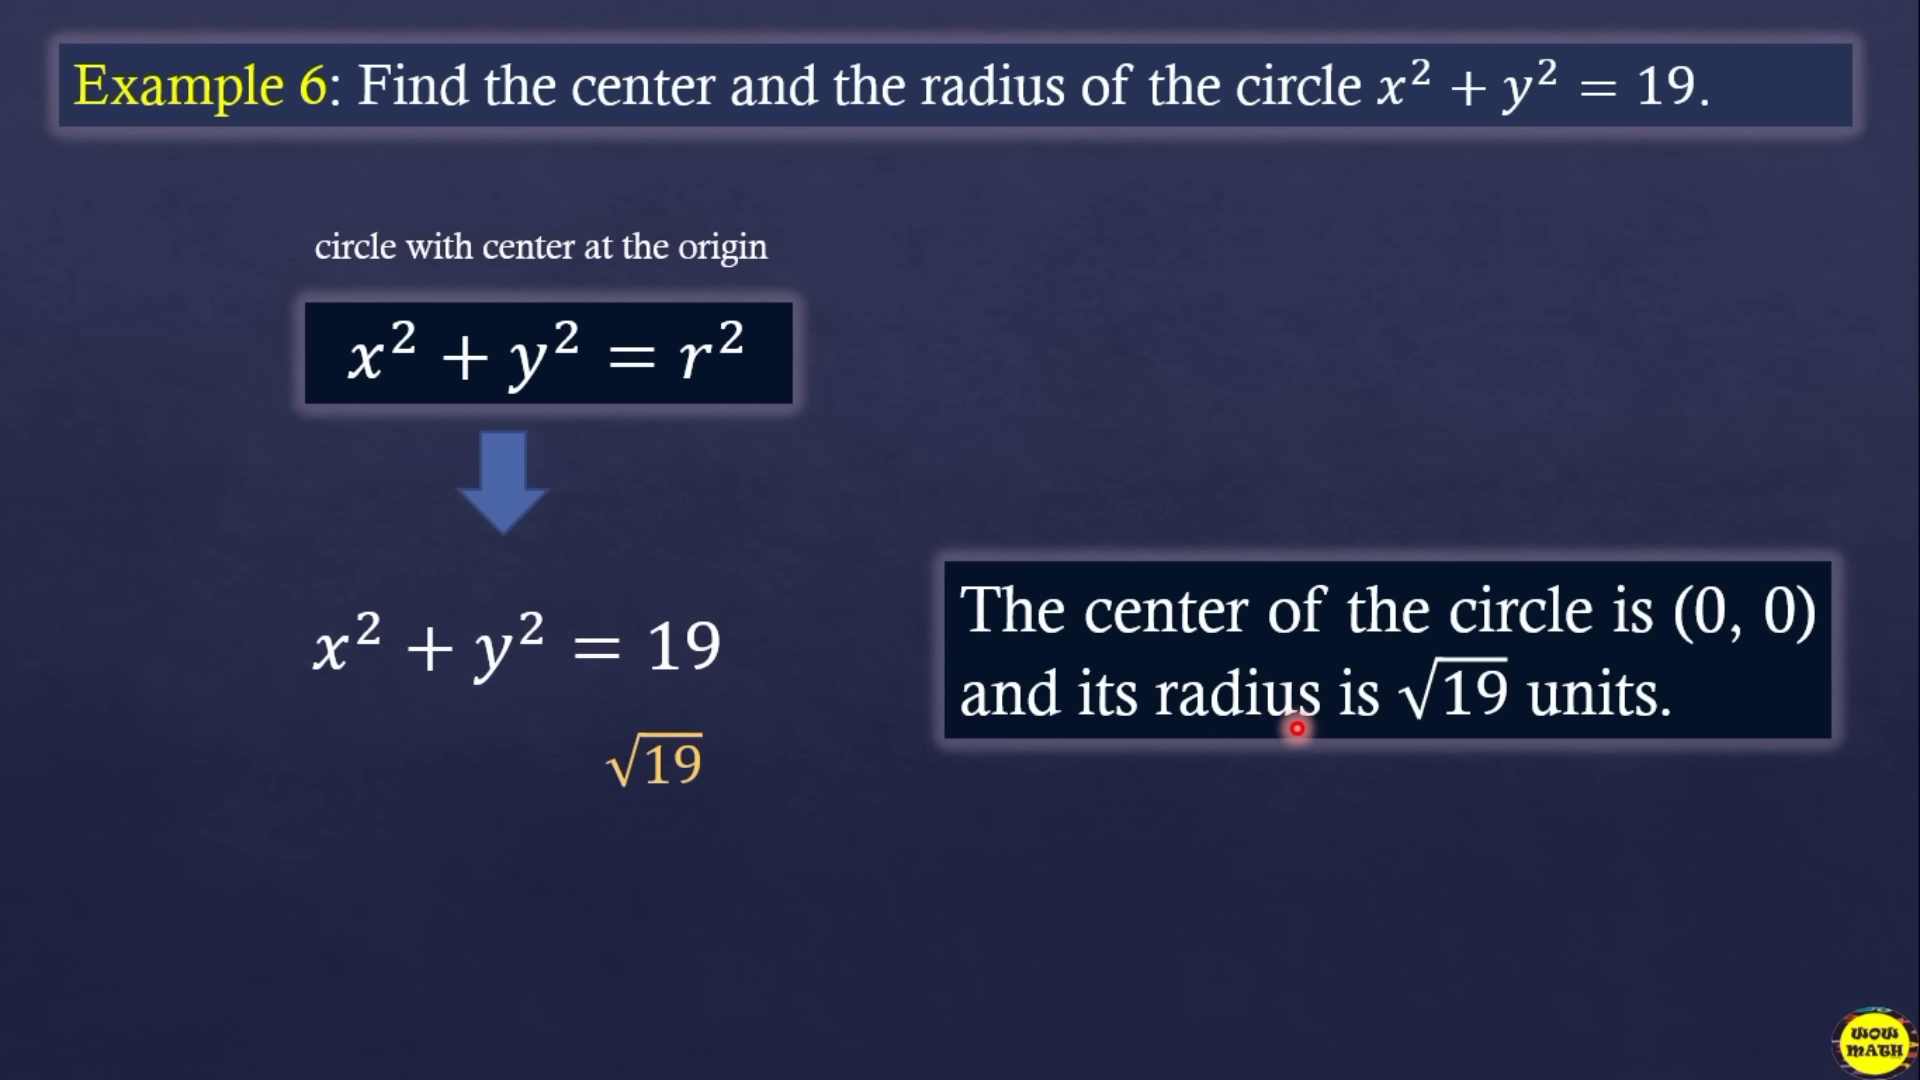 Example 6: Find the center and the radius of the circle x² + y² = 19.
circle with center at the origin
x² + y² = r²
x² + y² = 19
√19
The center of the circle is (0, 0)
and its radius is √19 units.
WOW
MATH